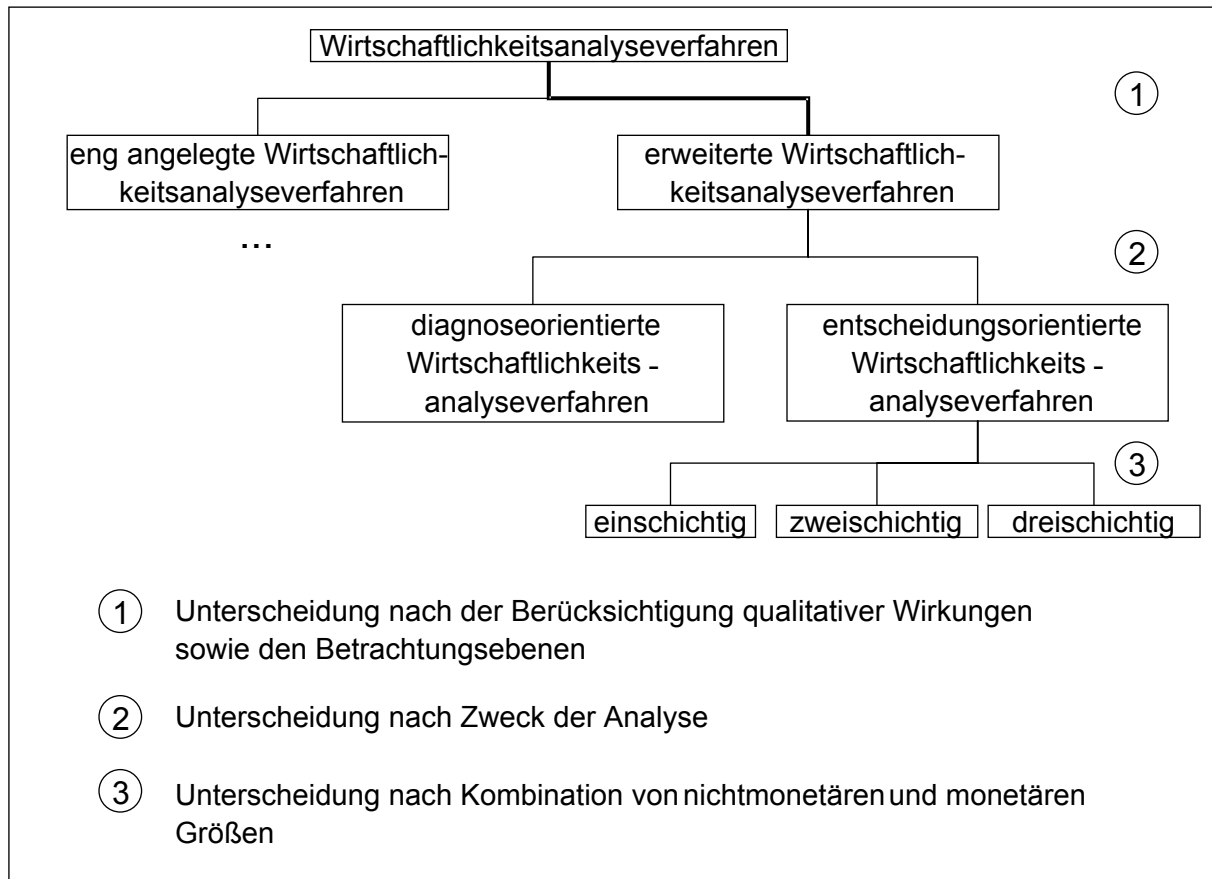 Wirtschaftlichkeitsanalyseverfahren
1
eng angelegte Wirtschaftlich-
keitsanalyseverfahren
erweiterte Wirtschaftlich-
keitsanalyseverfahren
...
2
diagnoseorientierte
Wirtschaftlichkeits -
analyseverfahren
entscheidungsorientierte
Wirtschaftlichkeits -
analyseverfahren
3
einschichtig
zweischichtig
dreischichtig
1 Unterscheidung nach der Berücksichtigung qualitativer Wirkungen
sowie den Betrachtungsebenen
2 Unterscheidung nach Zweck der Analyse
3 Unterscheidung nach Kombination von nichtmonetären und monetären
Größen